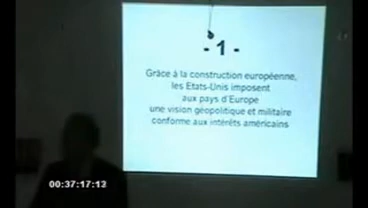 - 1 -
Grâce à la construction européenne,
les Etats-Unis imposent
aux pays d'Europe
une vision géopolitique et militaire
conforme aux intérêts américains
00:37:17:13